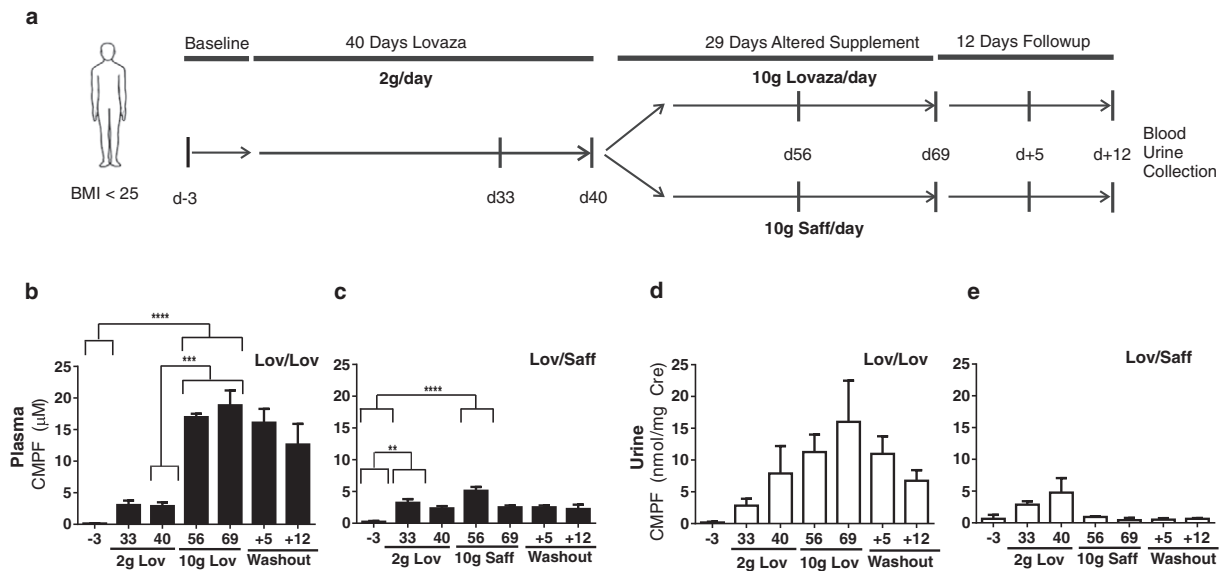 a
Baseline
40 Days Lovaza
29 Days Altered Supplement
12 Days Followup
2g/day
10g Lovaza/day
d56
d69
d+5
d+12
Blood
Urine
Collection
BMI < 25
d-3
d33
d40
10g Saff/day
b
****
***
Lov/Lov
Plasma
CMPF (μM)
25
20
15
10
5
0
-3
33
40
56
69
+5
+12
2g Lov
10g Lov
Washout
c
****
**
Lov/Saff
25
20
15
10
5
0
-3
33
40
56
69
+5
+12
2g Lov
10g Saff
Washout
d
Lov/Lov
Urine
CMPF (nmol/mg Cre)
25
20
15
10
5
0
-3
33
40
56
69
+5
+12
2g Lov
10g Lov
Washout
e
Lov/Saff
25
20
15
10
5
0
-3
33
40
56
69
+5
+12
2g Lov
10g Saff
Washout